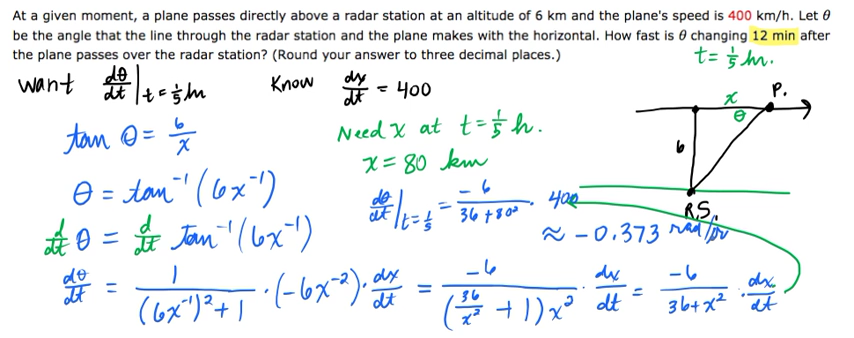 At a given moment, a plane passes directly above a radar station at an altitude of 6 km and the plane's speed is 400 km/h. Let θ
be the angle that the line through the radar station and the plane makes with the horizontal. How fast is θ changing 12 min after
the plane passes over the radar station? (Round your answer to three decimal places.)
t = 1/5 hr.
want dθ/dt | t = 1/5 hr
Know dx/dt = 400
x P.
θ
6
R.S.
tan θ = 6/x
Need x at t = 1/5 h.
x = 80 km
θ = tan⁻¹(6x⁻¹)
dθ/dt | t = 1/5 = -6/(36 + 80²) · 400
≈ -0.373 rad/hr
d/dt θ = d/dt tan⁻¹(6x⁻¹)
dθ/dt = 1/((6x⁻¹)² + 1) · (-6x⁻²) · dx/dt = -6/((36/x² + 1)x²) · dx/dt = -6/(36 + x²) · dx/dt